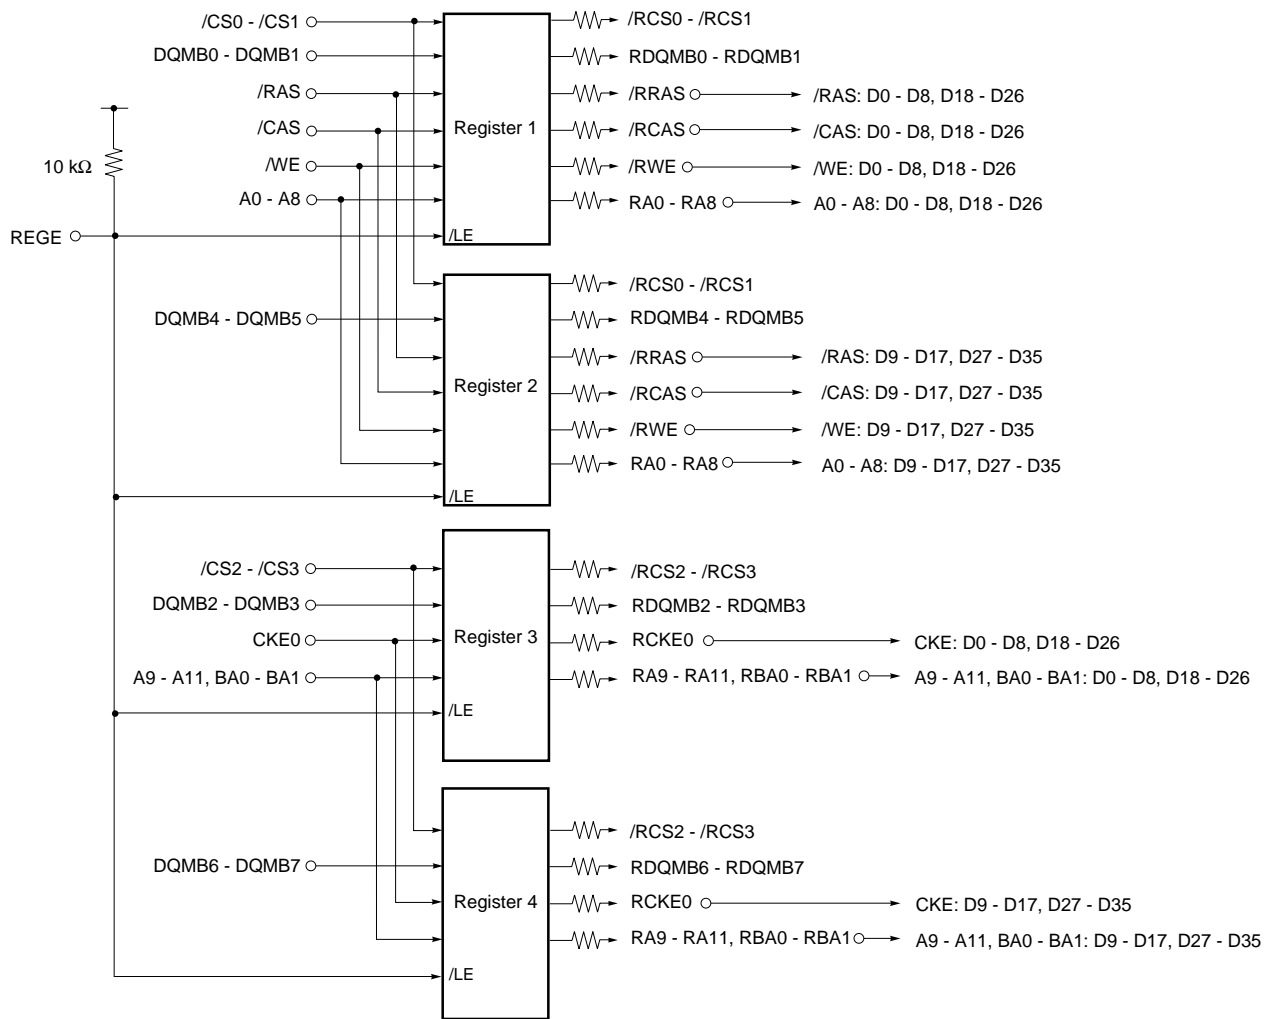 /CS0 - /CS1
/RCS0 - /RCS1
DQMB0 - DQMB1
RDQMB0 - RDQMB1
/RAS
/RRAS
/RAS: D0 - D8, D18 - D26
/CAS
Register 1
/RCAS
/CAS: D0 - D8, D18 - D26
10 kΩ
/WE
/RWE
/WE: D0 - D8, D18 - D26
A0 - A8
RA0 - RA8
A0 - A8: D0 - D8, D18 - D26
REGE
/LE
/RCS0 - /RCS1
DQMB4 - DQMB5
RDQMB4 - RDQMB5
/RRAS
/RAS: D9 - D17, D27 - D35
Register 2
/RCAS
/CAS: D9 - D17, D27 - D35
/RWE
/WE: D9 - D17, D27 - D35
RA0 - RA8
A0 - A8: D9 - D17, D27 - D35
/LE
/CS2 - /CS3
/RCS2 - /RCS3
DQMB2 - DQMB3
RDQMB2 - RDQMB3
CKE0
Register 3
RCKE0
CKE: D0 - D8, D18 - D26
A9 - A11, BA0 - BA1
RA9 - RA11, RBA0 - RBA1
A9 - A11, BA0 - BA1: D0 - D8, D18 - D26
/LE
/RCS2 - /RCS3
DQMB6 - DQMB7
RDQMB6 - RDQMB7
Register 4
RCKE0
CKE: D9 - D17, D27 - D35
RA9 - RA11, RBA0 - RBA1
A9 - A11, BA0 - BA1: D9 - D17, D27 - D35
/LE